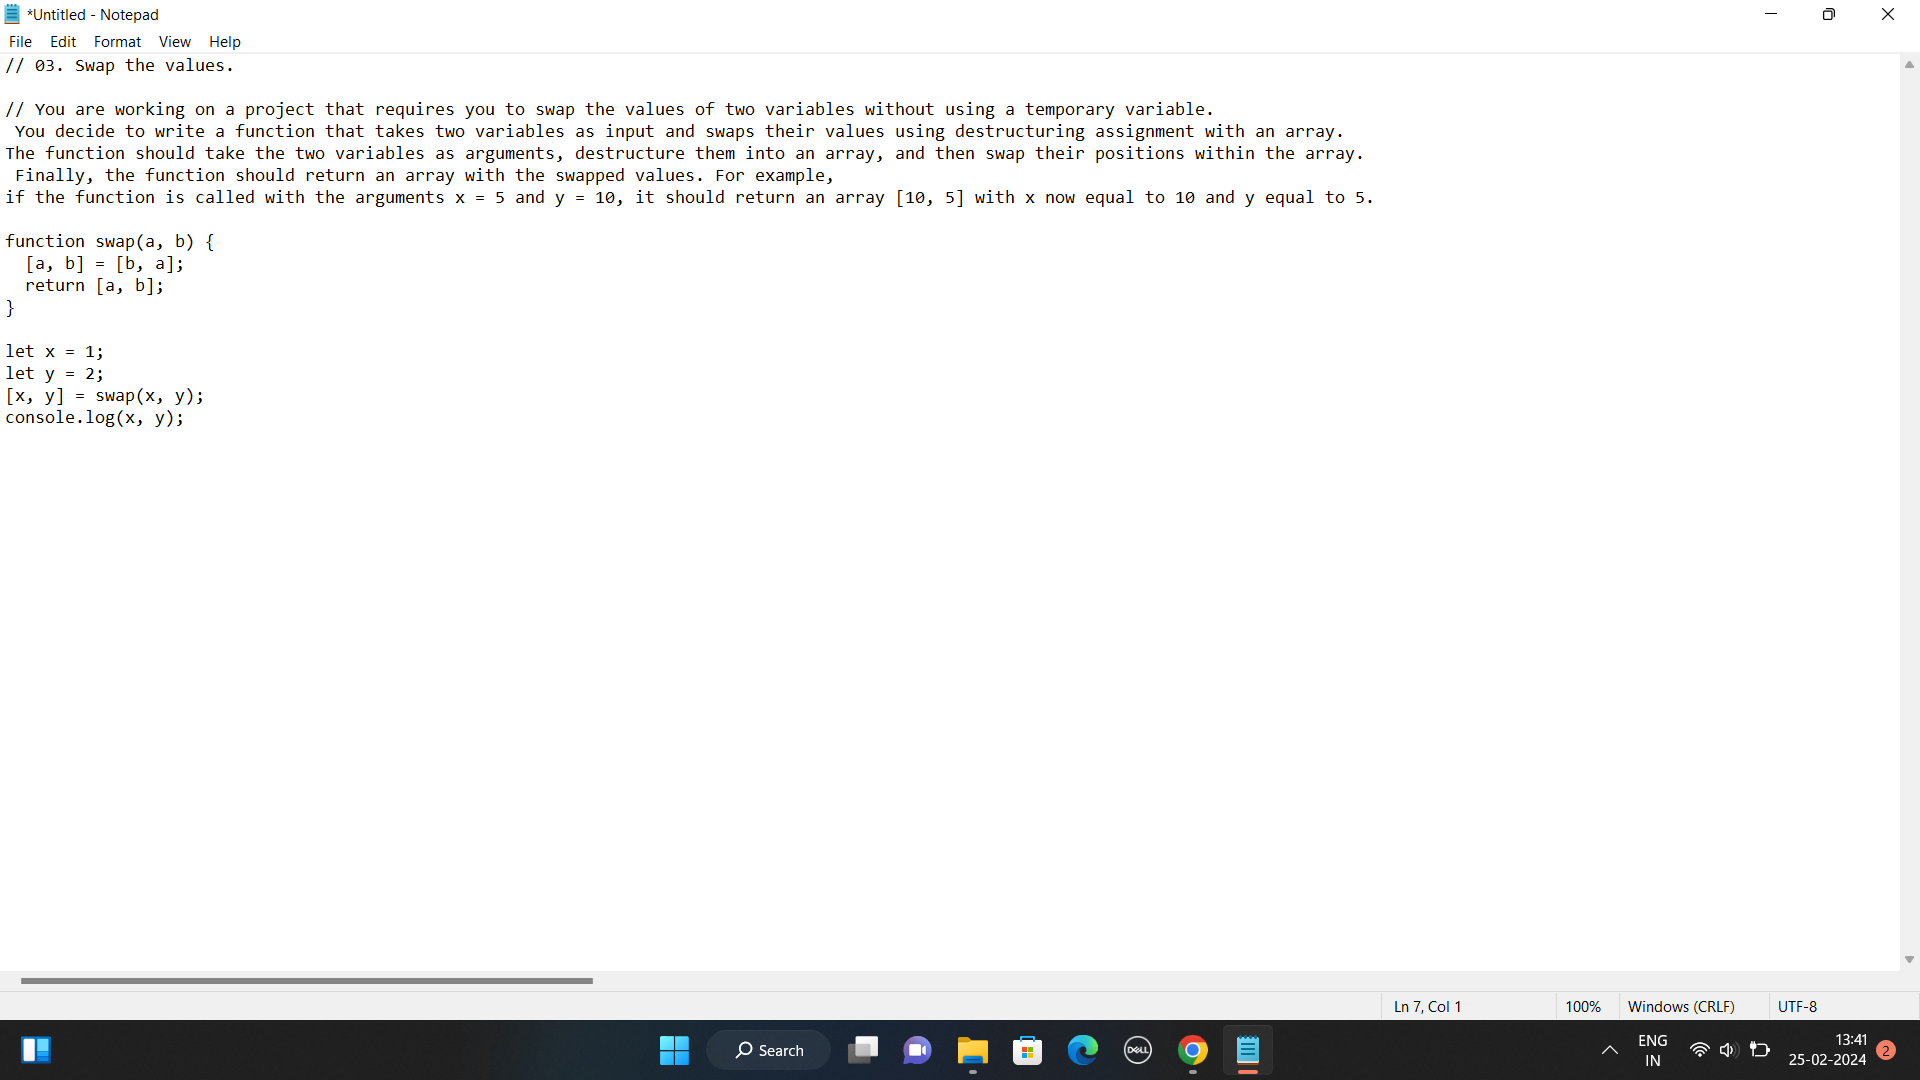 *Untitled - Notepad
File Edit Format View Help
// 03. Swap the values.
// You are working on a project that requires you to swap the values of two variables without using a temporary variable.
You decide to write a function that takes two variables as input and swaps their values using destructuring assignment with an array.
The function should take the two variables as arguments, destructure them into an array, and then swap their positions within the array.
Finally, the function should return an array with the swapped values. For example,
if the function is called with the arguments x = 5 and y = 10, it should return an array [10, 5] with x now equal to 10 and y equal to 5.
function swap(a, b) {
  [a, b] = [b, a];
  return [a, b];
}
let x = 1;
let y = 2;
[x, y] = swap(x, y);
console.log(x, y);
Ln 7, Col 1 100% Windows (CRLF) UTF-8
Search
DELL
ENG
IN
13:41
25-02-2024
2